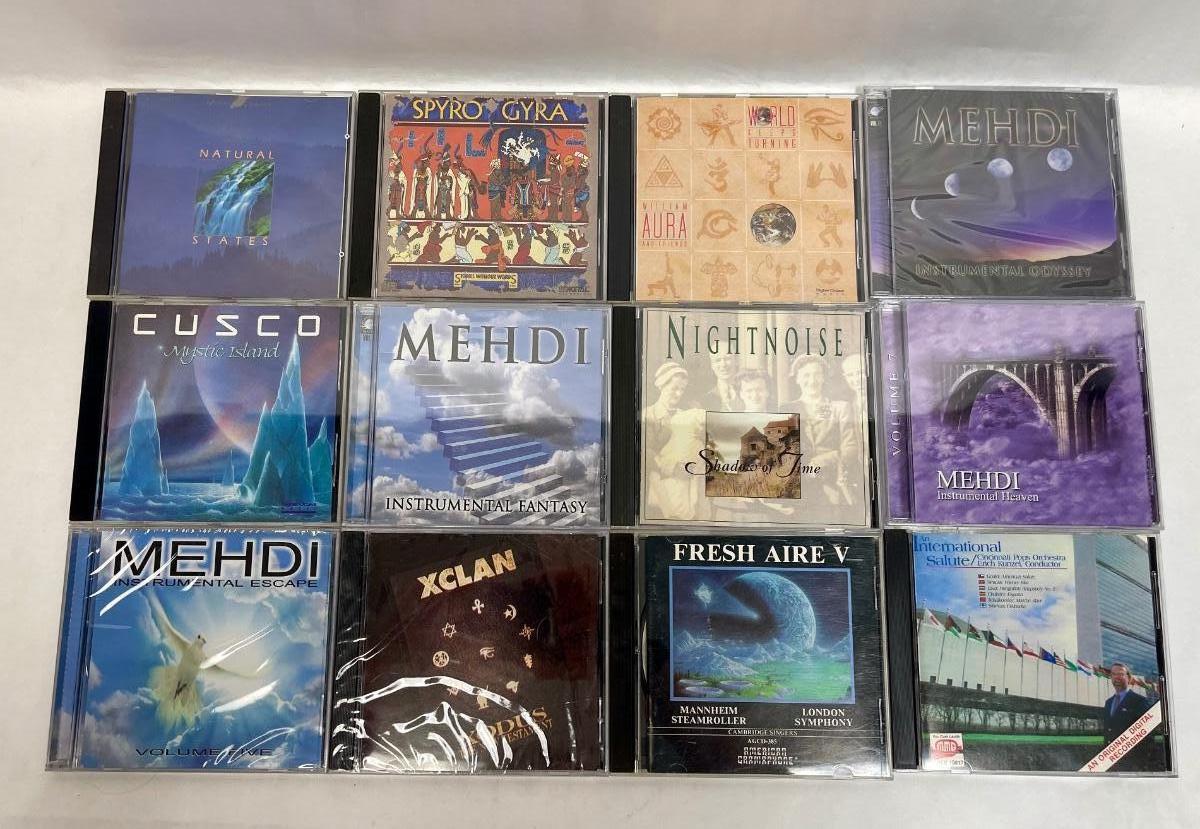 NATURAL
STATES
SPYRO GYRA
STORIES WITHOUT WORDS
WORLD
KEEPS
TURNING
WILLIAM
AURA
AND FRIENDS
MEHDI
INSTRUMENTAL ODYSSEY
CUSCO
Mystic Island
MEHDI
INSTRUMENTAL FANTASY
NIGHTNOISE
Shadow of Time
VOLUME 7
MEHDI
Instrumental Heaven
MEHDI
INSTRUMENTAL ESCAPE
VOLUME FIVE
XCLAN
FRESH AIRE V
MANNHEIM
STEAMROLLER
LONDON
SYMPHONY
CAMBRIDGE SINGERS
AGCD-385
AMERICAN
GRAMAPHONE
An
International
Salute/Cincinnati Pops Orchestra
Erich Kunzel, Conductor
MMG
AN ORIGINAL DIGITAL
RECORDING